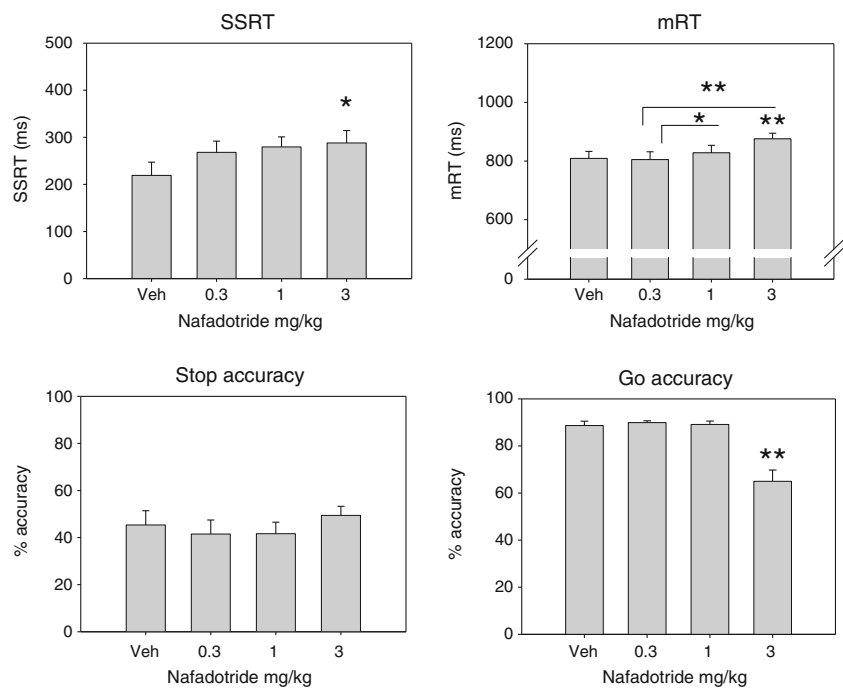 SSRT
500
400
300
200
100
0
SSRT (ms)
*
Veh 0.3 1 3
Nafadotride mg/kg
mRT
1200
1000
800
600
0
mRT (ms)
**
* **
Veh 0.3 1 3
Nafadotride mg/kg
Stop accuracy
100
80
60
40
20
0
% accuracy
Veh 0.3 1 3
Nafadotride mg/kg
Go accuracy
100
80
60
40
20
0
% accuracy
**
Veh 0.3 1 3
Nafadotride mg/kg